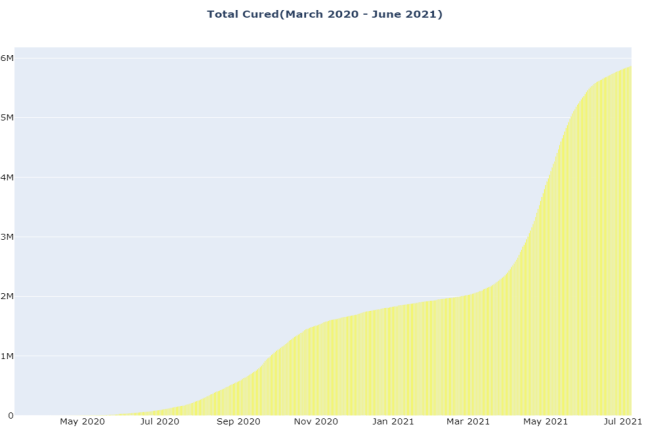 Total Cured(March 2020 - June 2021)
6M
5M
4M
3M
2M
1M
0
May 2020
Jul 2020
Sep 2020
Nov 2020
Jan 2021
Mar 2021
May 2021
Jul 2021